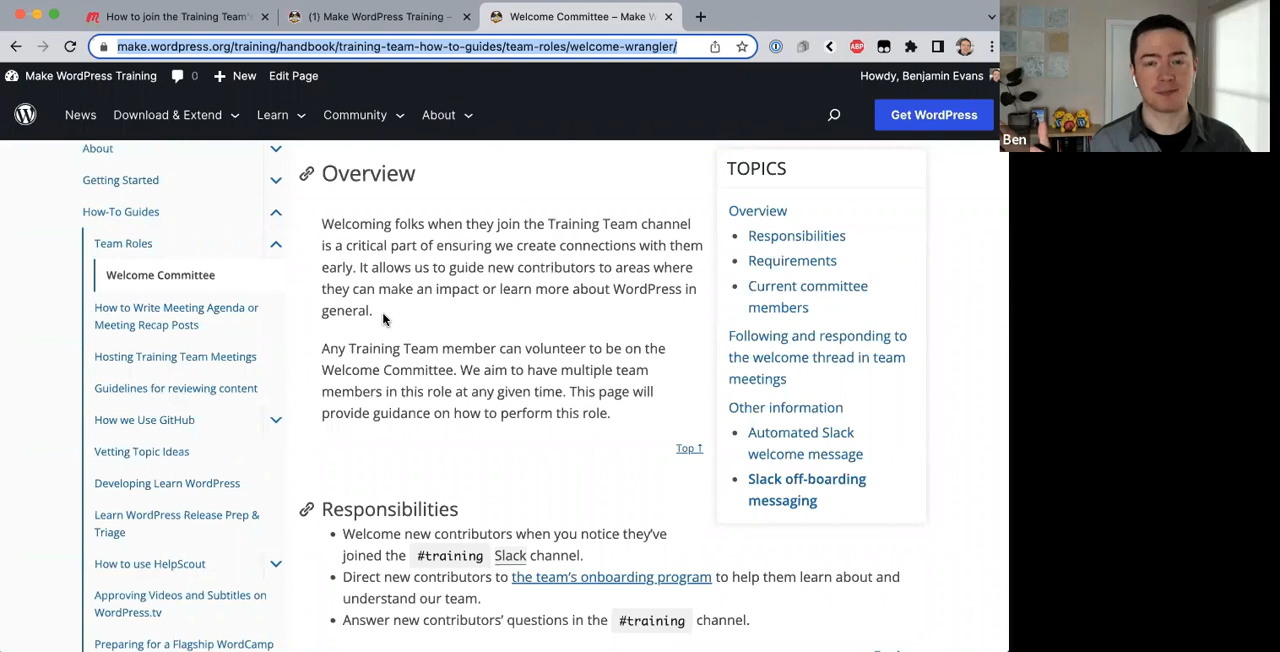 How to join the Training Team's
(1) Make WordPress Training –
Welcome Committee – Make W
make.wordpress.org/training/handbook/training-team-how-to-guides/team-roles/welcome-wrangler/
ABP
Make WordPress Training 0 New Edit Page
Howdy, Benjamin Evans
News Download & Extend Learn Community About
Get WordPress
Ben
About
Getting Started
How-To Guides
Team Roles
Welcome Committee
How to Write Meeting Agenda or
Meeting Recap Posts
Hosting Training Team Meetings
Guidelines for reviewing content
How we Use GitHub
Vetting Topic Ideas
Developing Learn WordPress
Learn WordPress Release Prep &
Triage
How to use HelpScout
Approving Videos and Subtitles on
WordPress.tv
Preparing for a Flagship WordCamp
Overview
Welcoming folks when they join the Training Team channel
is a critical part of ensuring we create connections with them
early. It allows us to guide new contributors to areas where
they can make an impact or learn more about WordPress in
general.
Any Training Team member can volunteer to be on the
Welcome Committee. We aim to have multiple team
members in this role at any given time. This page will
provide guidance on how to perform this role.
Top ↑
Responsibilities
• Welcome new contributors when you notice they've
joined the #training Slack channel.
• Direct new contributors to the team's onboarding program to help them learn about and
understand our team.
• Answer new contributors' questions in the #training channel.
TOPICS
Overview
• Responsibilities
• Requirements
• Current committee
members
Following and responding to
the welcome thread in team
meetings
Other information
• Automated Slack
welcome message
• Slack off-boarding
messaging